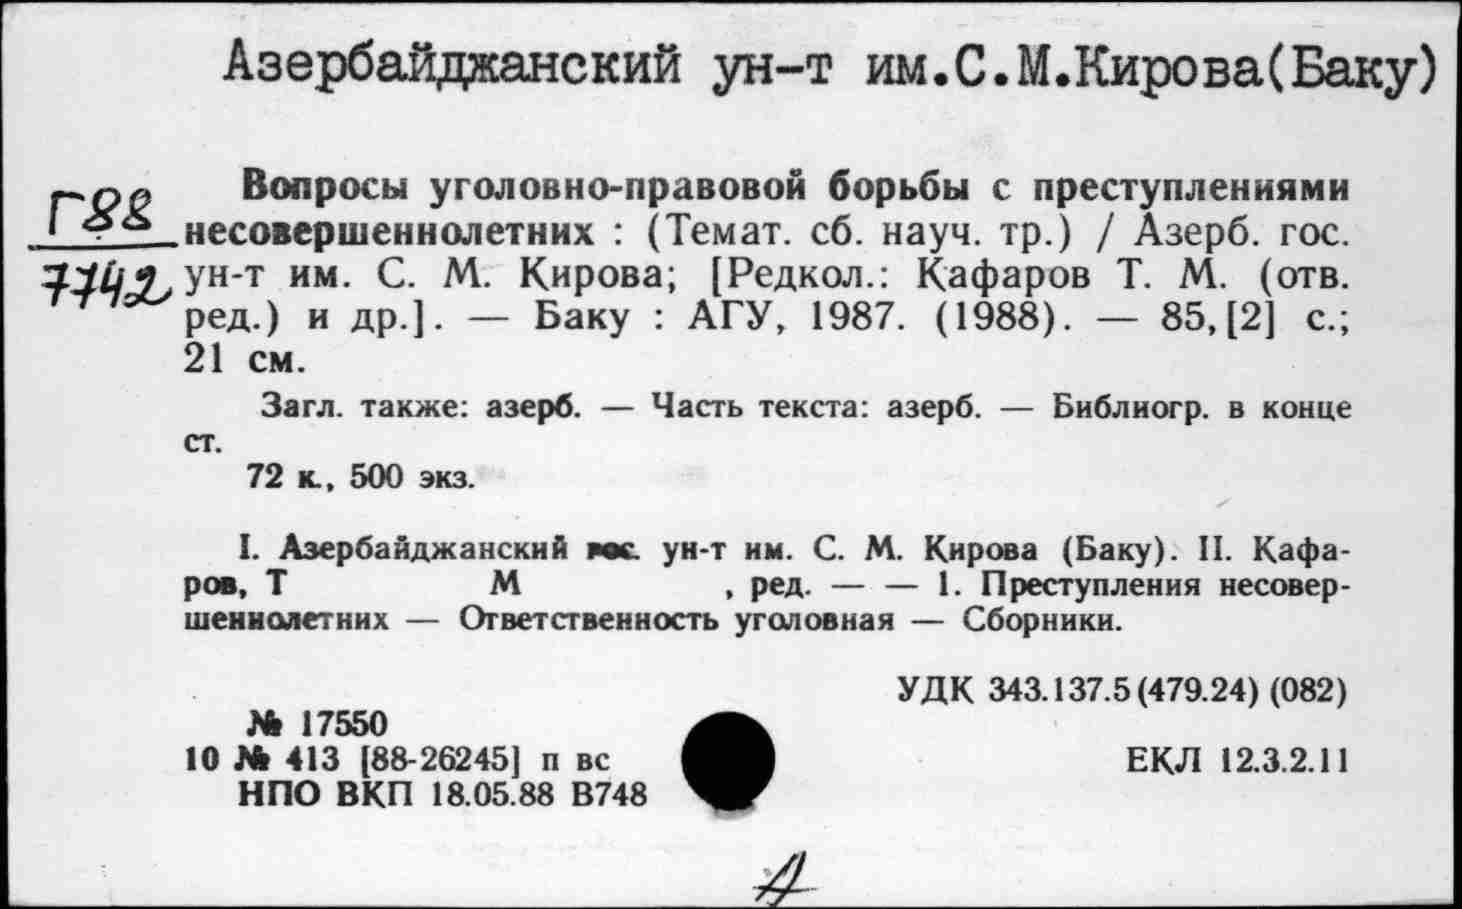 Азербайджанский ун-т им.С.М.Кирова(Баку)
Г88
7742
Вопросы уголовно-правовой борьбы с преступлениями
несовершеннолетних : (Темат. сб. науч. тр.) / Азерб. гос.
ун-т им. С. М. Кирова; [Редкол.: Кафаров Т. М. (отв.
ред.) и др.]. — Баку : АГУ, 1987. (1988). — 85,[2] с.;
21 см.
Загл. также: азерб. — Часть текста: азерб. — Библиогр. в конце
ст.
72 к., 500 экз.
I. Азербайджанский гос. ун-т им. С. М. Кирова (Баку). II. Кафа-
ров, Т М , ред. — — 1. Преступления несовер-
шеннолетних — Ответственность уголовная — Сборники.
УДК 343.137.5(479.24) (082)
№ 17550
10 № 413 [88-26245] п вс
ЕКЛ 12.3.2.11
НПО ВКП 18.05.88 В748